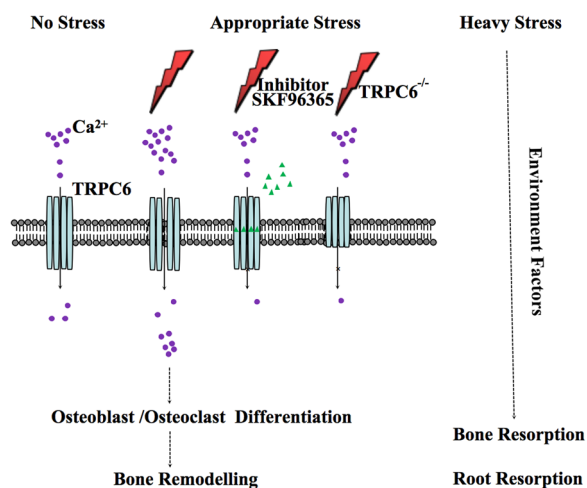 No Stress
Appropriate Stress
Heavy Stress
Inhibitor
SKF96365
TRPC6-/-
Ca2+
TRPC6
Environment Factors
Osteoblast /Osteoclast Differentiation
Bone Remodelling
Bone Resorption
Root Resorption